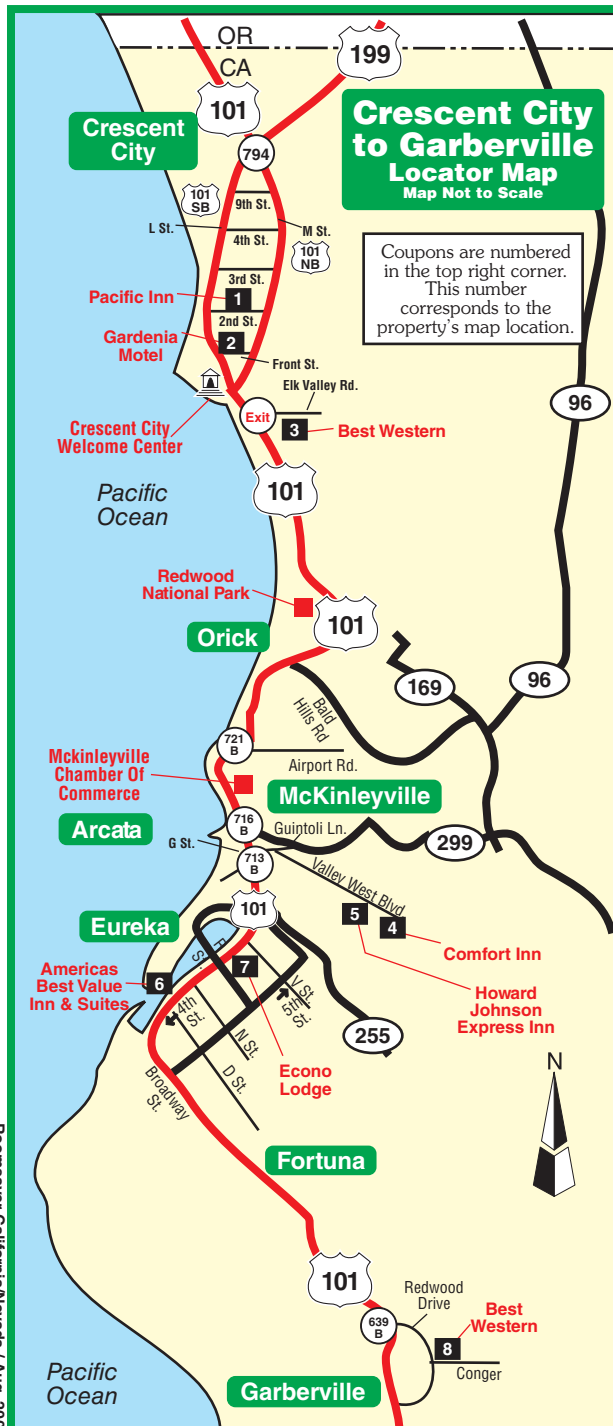 OR
CA
199
101
Crescent
City
Crescent City
to Garberville
Locator Map
Map Not to Scale
794
101
SB
9th St.
L St.
M St.
4th St.
101
NB
Coupons are numbered
in the top right corner.
This number
corresponds to the
property's map location.
3rd St.
Pacific Inn
1
2nd St.
Gardenia
Motel
2
Front St.
Elk Valley Rd.
96
Crescent City
Welcome Center
Exit
3
Best Western
Pacific
Ocean
101
Redwood
National Park
101
Orick
169
96
Bald
Hills Rd
721
B
Airport Rd.
Mckinleyville
Chamber Of
Commerce
McKinleyville
Arcata
716
B
Guintoli Ln.
299
G St.
713
B
Valley West Blvd
101
5
4
Eureka
Comfort Inn
Americas
Best Value
Inn & Suites
6
7
V St.
Howard
Johnson
Express Inn
4th
St.
5th
St.
255
N St.
Econo
Lodge
D St.
Broadway
St.
N
Fortuna
101
Redwood
Drive
639
B
Best
Western
8
Conger
Pacific
Ocean
Garberville